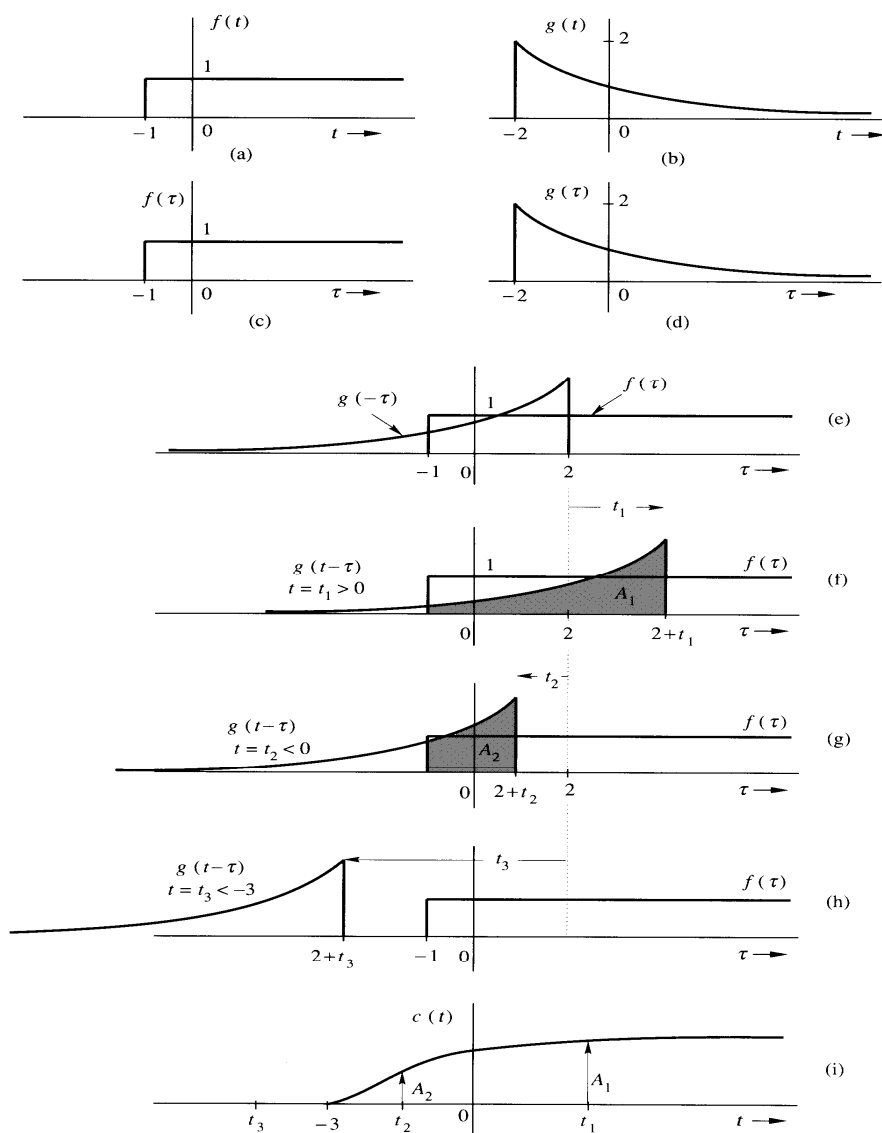 f(t)
1
−1 0 t
(a)
g(t)
2
−2 0 t
(b)
f(τ)
1
−1 0 τ
(c)
g(τ)
2
−2 0 τ
(d)
g(−τ) 1 f(τ)
(e)
−1 0 2 τ
t₁
g(t−τ)
t = t₁ > 0
1 f(τ)
(f)
A₁
0 2 2+t₁ τ
t₂
g(t−τ)
t = t₂ < 0
f(τ)
(g)
A₂
0 2+t₂ 2 τ
g(t−τ)
t = t₃ < −3
t₃
f(τ)
(h)
2+t₃ −1 0 τ
c(t)
(i)
A₂ A₁
t₃ −3 t₂ 0 t₁ t